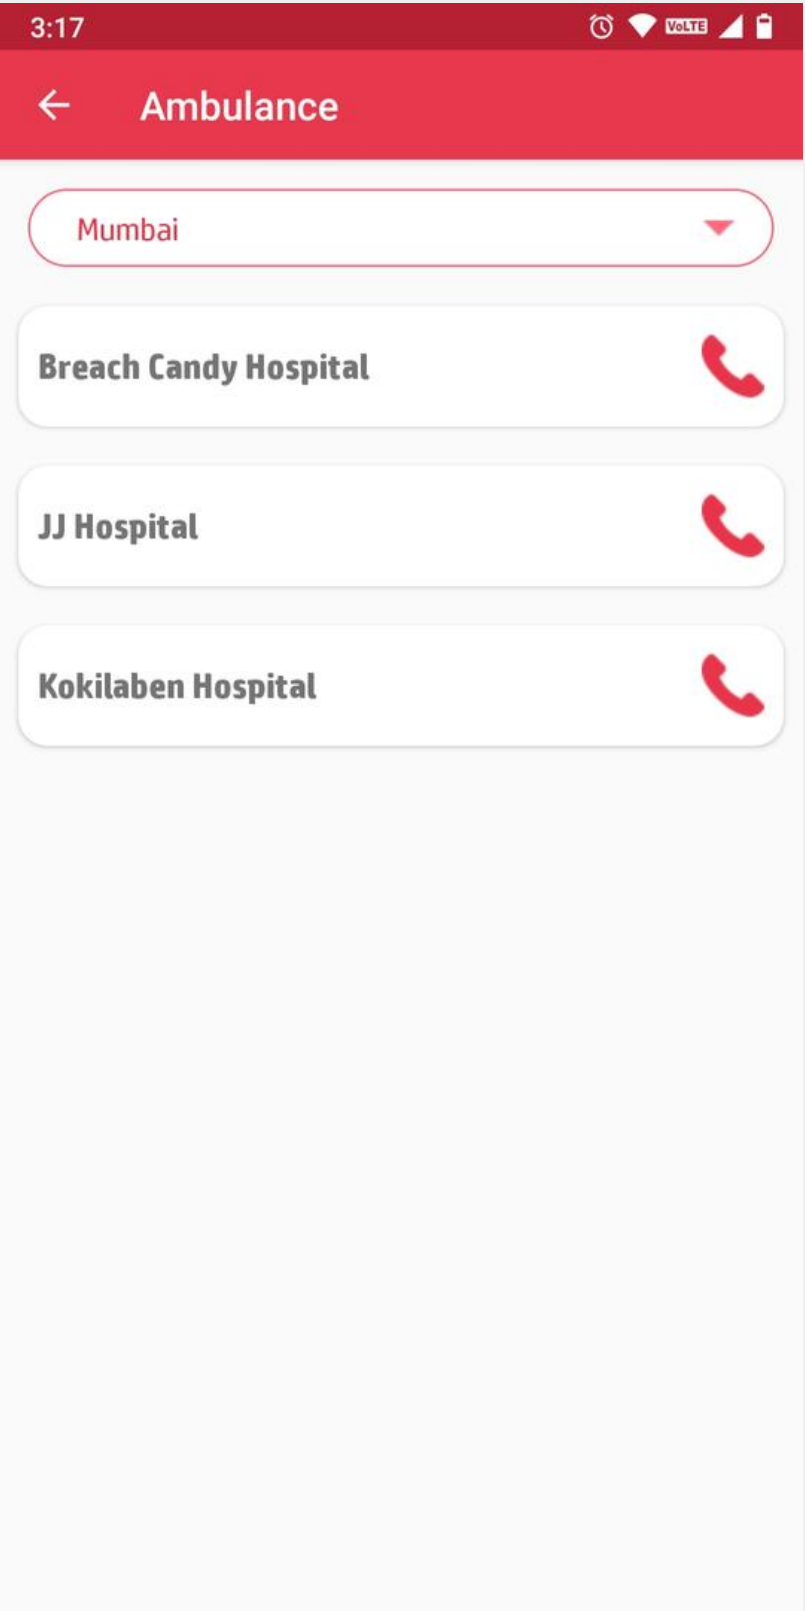 3:17
VoLTE
Ambulance
Mumbai
Breach Candy Hospital
JJ Hospital
Kokilaben Hospital